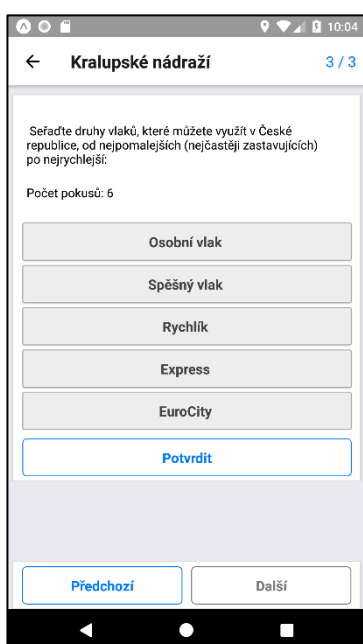 10:04
Kralupské nádraží 3 / 3
Seřaďte druhy vlaků, které můžete využít v České
republice, od nejpomalejších (nejčastěji zastavujících)
po nejrychlejší:
Počet pokusů: 6
Osobní vlak
Spěšný vlak
Rychlík
Express
EuroCity
Potvrdit
Předchozí Další